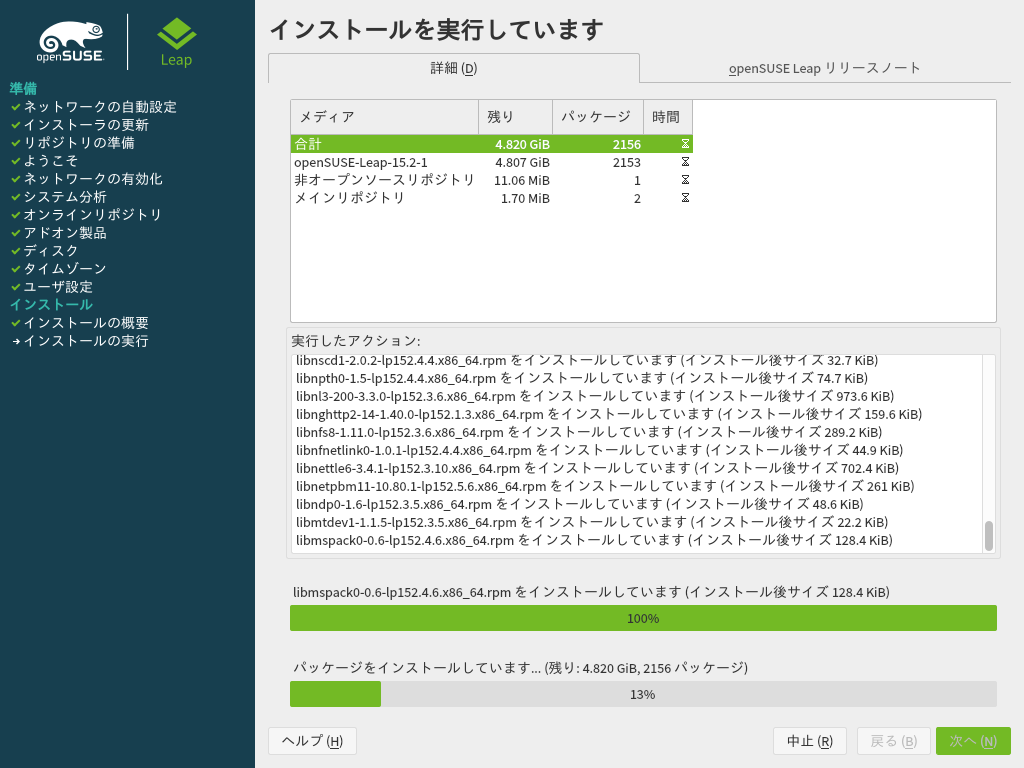 openSUSE
Leap
準備
ネットワークの自動設定
インストーラの更新
リポジトリの準備
ようこそ
ネットワークの有効化
システム分析
オンラインリポジトリ
アドオン製品
ディスク
タイムゾーン
ユーザ設定
インストール
インストールの概要
インストールの実行
インストールを実行しています
詳細 (D)
openSUSE Leap リリースノート
メディア 残り パッケージ 時間
合計 4.820 GiB 2156
openSUSE-Leap-15.2-1 4.807 GiB 2153
非オープンソースリポジトリ 11.06 MiB 1
メインリポジトリ 1.70 MiB 2
実行したアクション:
libnscd1-2.0.2-lp152.4.4.x86_64.rpm をインストールしています (インストール後サイズ 32.7 KiB)
libnpth0-1.5-lp152.4.4.x86_64.rpm をインストールしています (インストール後サイズ 74.7 KiB)
libnl3-200-3.3.0-lp152.3.6.x86_64.rpm をインストールしています (インストール後サイズ 973.6 KiB)
libnghttp2-14-1.40.0-lp152.1.3.x86_64.rpm をインストールしています (インストール後サイズ 159.6 KiB)
libnfs8-1.11.0-lp152.3.6.x86_64.rpm をインストールしています (インストール後サイズ 289.2 KiB)
libnfnetlink0-1.0.1-lp152.4.4.x86_64.rpm をインストールしています (インストール後サイズ 44.9 KiB)
libnettle6-3.4.1-lp152.3.10.x86_64.rpm をインストールしています (インストール後サイズ 702.4 KiB)
libnetpbm11-10.80.1-lp152.5.6.x86_64.rpm をインストールしています (インストール後サイズ 261 KiB)
libndp0-1.6-lp152.3.5.x86_64.rpm をインストールしています (インストール後サイズ 48.6 KiB)
libmtdev1-1.1.5-lp152.3.5.x86_64.rpm をインストールしています (インストール後サイズ 22.2 KiB)
libmspack0-0.6-lp152.4.6.x86_64.rpm をインストールしています (インストール後サイズ 128.4 KiB)
libmspack0-0.6-lp152.4.6.x86_64.rpm をインストールしています (インストール後サイズ 128.4 KiB)
100%
パッケージをインストールしています... (残り: 4.820 GiB, 2156 パッケージ)
13%
ヘルプ (H) 中止 (R) 戻る (B) 次へ (N)